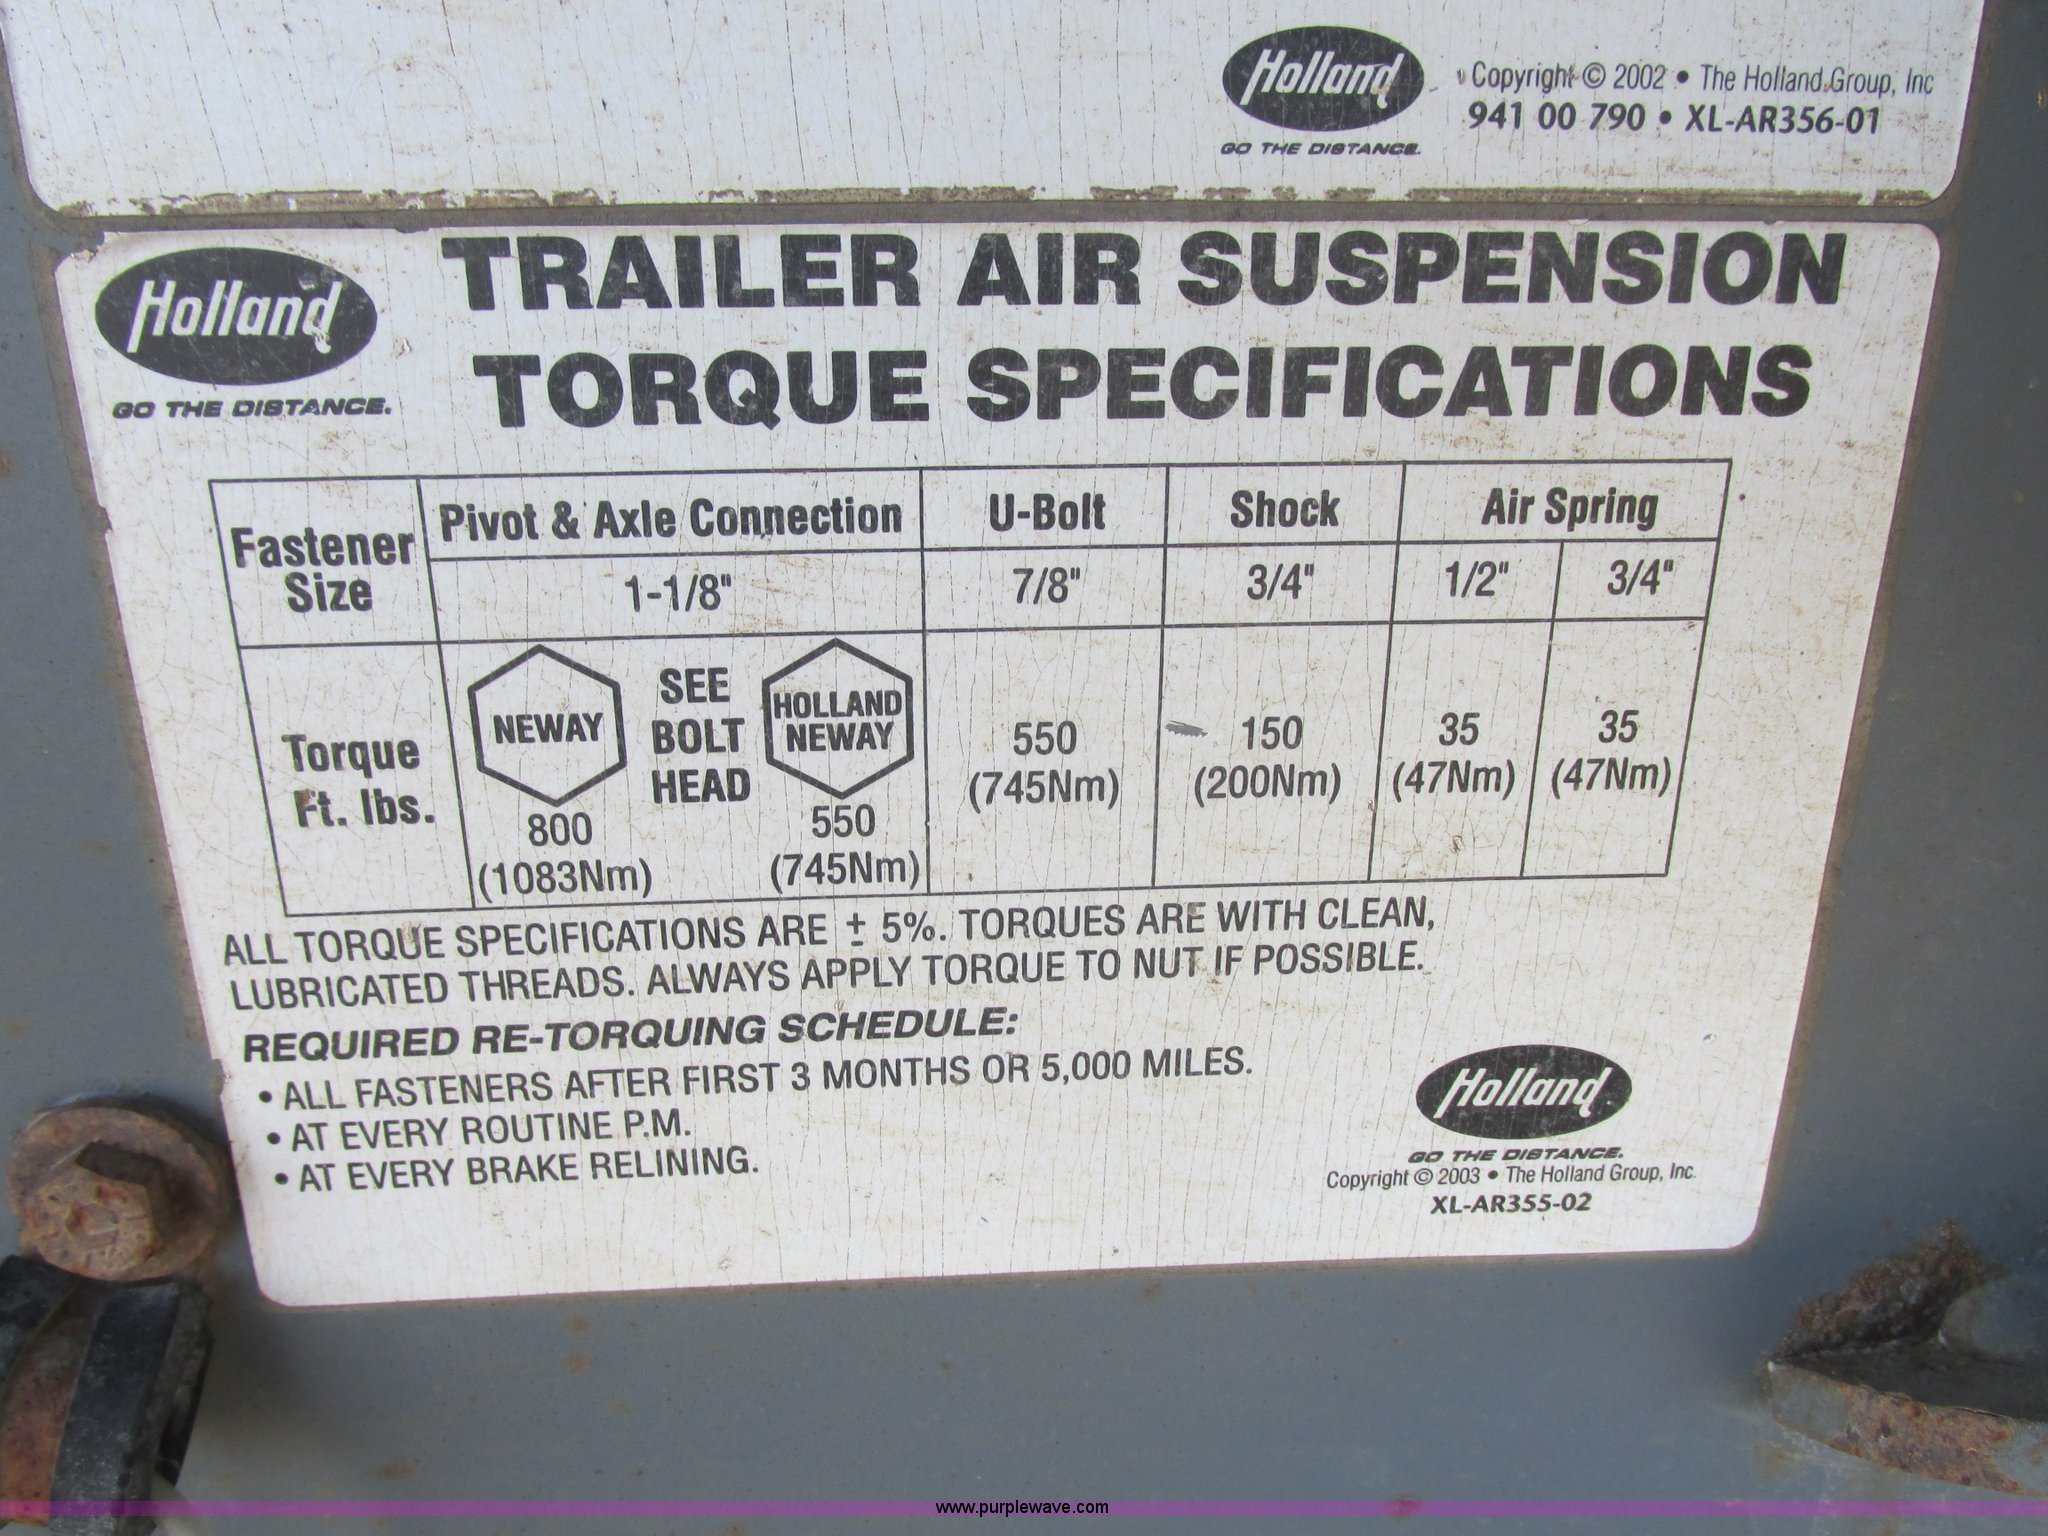 Holland
GO THE DISTANCE.
Copyright © 2002 • The Holland Group, Inc
941 00 790 • XL-AR356-01
Holland
GO THE DISTANCE.
TRAILER AIR SUSPENSION
TORQUE SPECIFICATIONS
Fastener Size
Pivot & Axle Connection
U-Bolt
Shock
Air Spring
1-1/8"
7/8"
3/4"
1/2"
3/4"
Torque
Ft. lbs.
NEWAY
800
(1083Nm)
SEE
BOLT
HEAD
HOLLAND
NEWAY
550
(745Nm)
550
(745Nm)
150
(200Nm)
35
(47Nm)
35
(47Nm)
ALL TORQUE SPECIFICATIONS ARE ± 5%. TORQUES ARE WITH CLEAN,
LUBRICATED THREADS. ALWAYS APPLY TORQUE TO NUT IF POSSIBLE.
REQUIRED RE-TORQUING SCHEDULE:
• ALL FASTENERS AFTER FIRST 3 MONTHS OR 5,000 MILES.
• AT EVERY ROUTINE P.M.
• AT EVERY BRAKE RELINING.
Holland
GO THE DISTANCE.
Copyright © 2003 • The Holland Group, Inc.
XL-AR355-02
www.purplewave.com